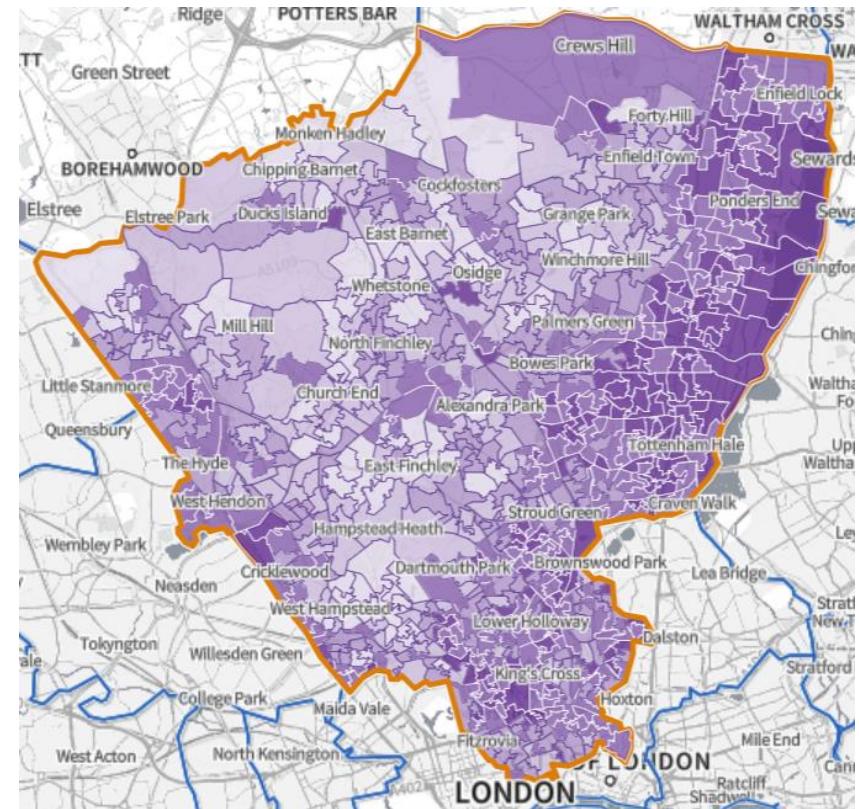 Ridge
POTTERS BAR
WALTHAM CROSS
Crews Hill
Green Street
Enfield Lock
Forty Hill
Monken Hadley
Enfield Town
BOREHAMWOOD
Chipping Barnet
Sewards
Cockfosters
Ponders End
Elstree
Elstree Park
Ducks Island
Grange Park
East Barnet
Winchmore Hill
Osidge
Chingford
Whetstone
Mill Hill
Palmers Green
North Finchley
Bowes Park
Little Stanmore
Church End
Alexandra Park
Queensbury
Tottenham Hale
The Hyde
East Finchley
West Hendon
Craven Walk
Stroud Green
Hampstead Heath
Wembley Park
Cricklewood
Dartmouth Park
Brownswood Park
Neasden
Lea Bridge
West Hampstead
Lower Holloway
Dalston
Tokyngton
Willesden Green
Stratford
King's Cross
College Park
Maida Vale
Hoxton
Fitzrovia
Mile End
West Acton
North Kensington
OF LONDON
LONDON
Ratcliff
Shadwell